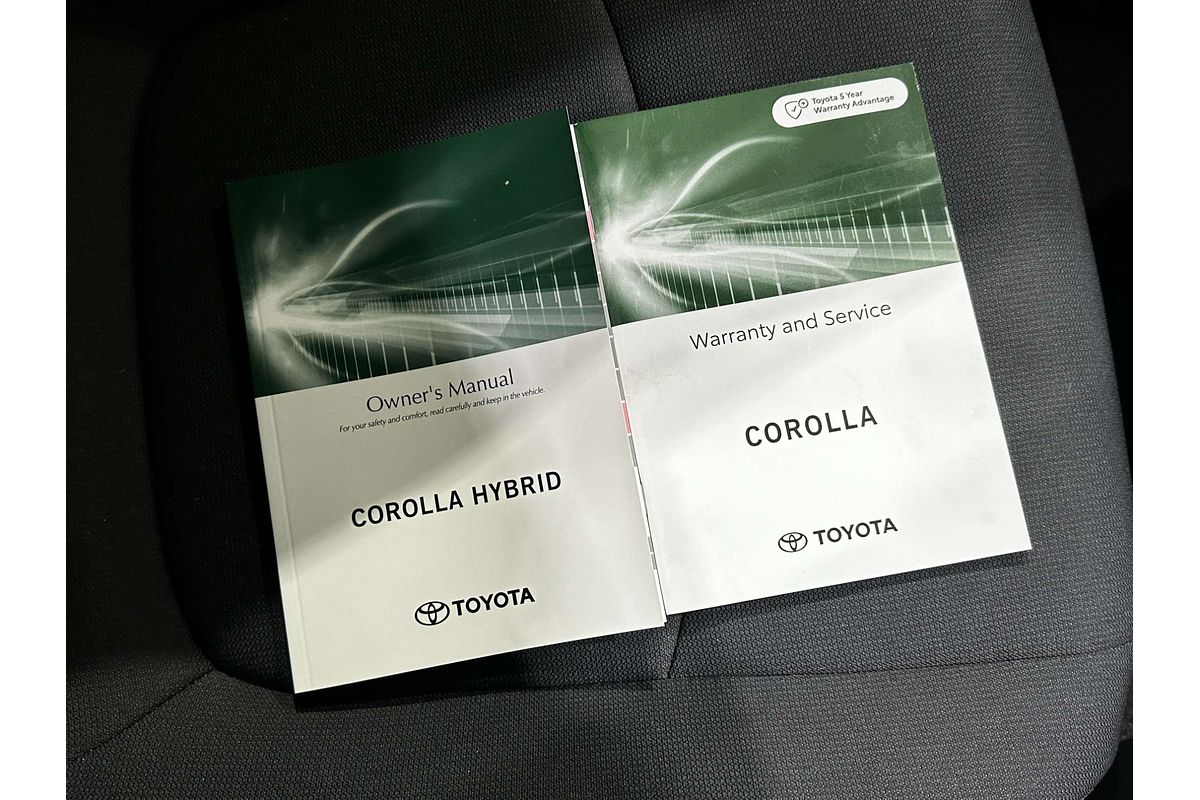 Owner's Manual
For your safety and comfort, read carefully and keep in the vehicle.
COROLLA HYBRID
TOYOTA
Toyota 5 Year
Warranty Advantage
Warranty and Service
COROLLA
TOYOTA